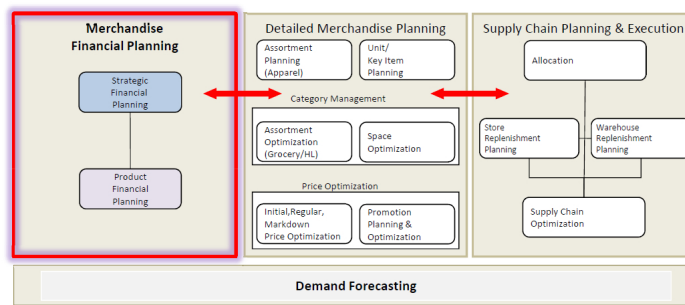 Merchandise
Financial Planning
Strategic
Financial
Planning
Product
Financial
Planning
Detailed Merchandise Planning
Assortment
Planning
(Apparel)
Unit/
Key Item
Planning
Category Management
Assortment
Optimization
(Grocery/HL)
Space
Optimization
Price Optimization
Initial,Regular,
Markdown
Price Optimization
Promotion
Planning &
Optimization
Supply Chain Planning & Execution
Allocation
Store
Replenishment
Planning
Warehouse
Replenishment
Planning
Supply Chain
Optimization
Demand Forecasting